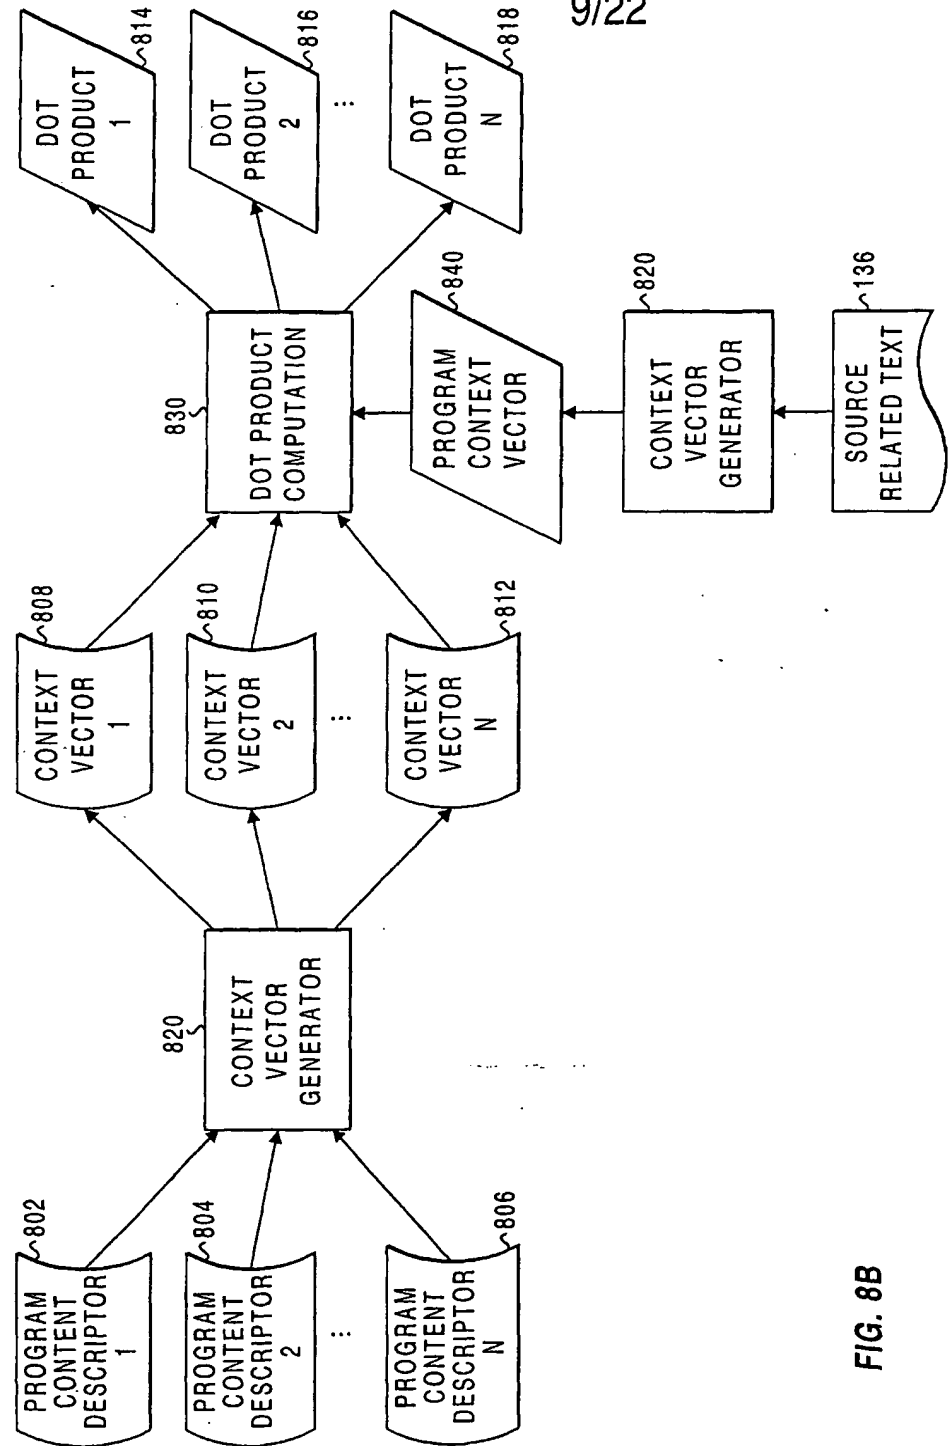 9/22
PROGRAM
CONTENT
DESCRIPTOR
1
802
PROGRAM
CONTENT
DESCRIPTOR
2
804
...
PROGRAM
CONTENT
DESCRIPTOR
N
806
820
CONTEXT
VECTOR
GENERATOR
CONTEXT
VECTOR
1
808
CONTEXT
VECTOR
2
810
...
CONTEXT
VECTOR
N
812
830
DOT PRODUCT
COMPUTATION
DOT
PRODUCT
1
814
DOT
PRODUCT
2
816
...
DOT
PRODUCT
N
818
PROGRAM
CONTEXT
VECTOR
840
CONTEXT
VECTOR
GENERATOR
820
SOURCE
RELATED TEXT
136
FIG. 8B